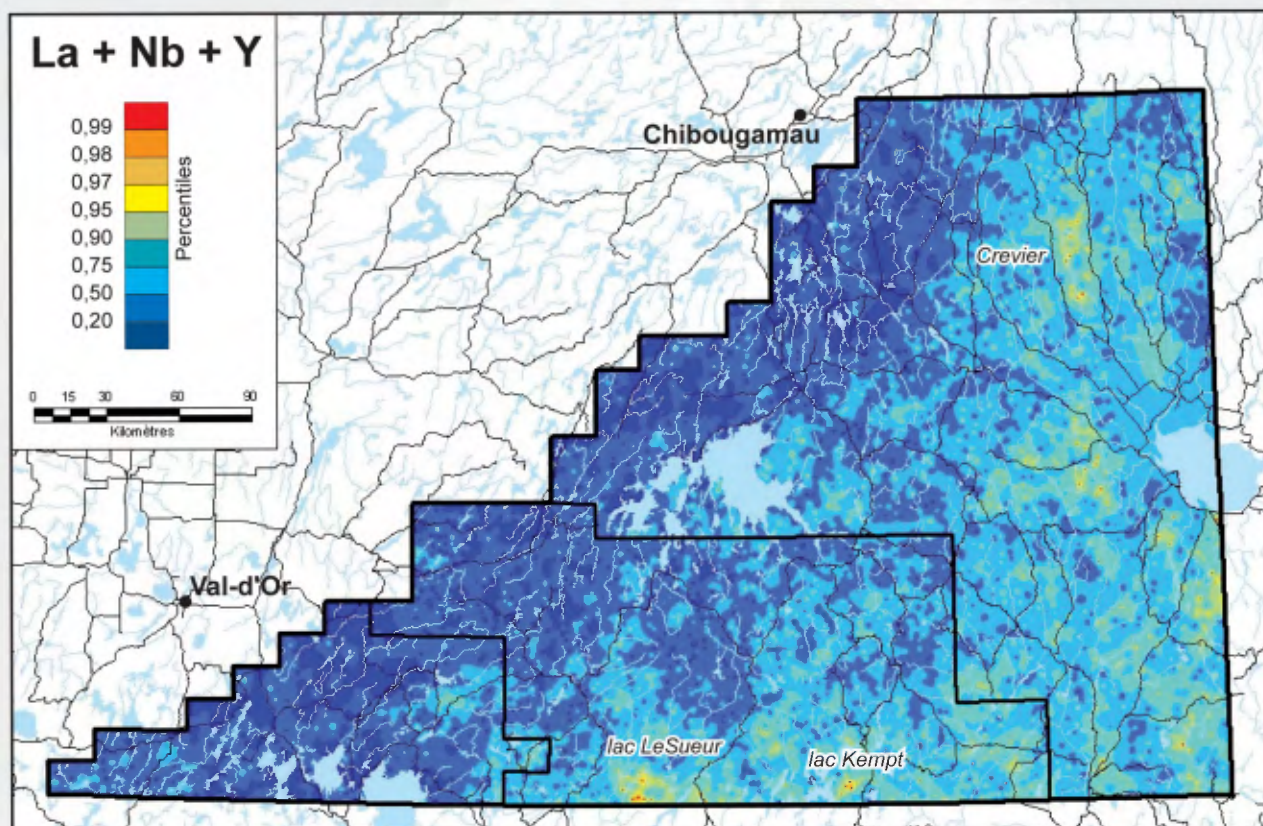 La + Nb + Y
0,99
0,98
0,97
0,95
0,90
0,75
0,50
0,20
Percentiles
0 15 30 60 90
Kilomètres
Chibougamau
Crevier
Val-d'Or
lac LeSueur
lac Kempt